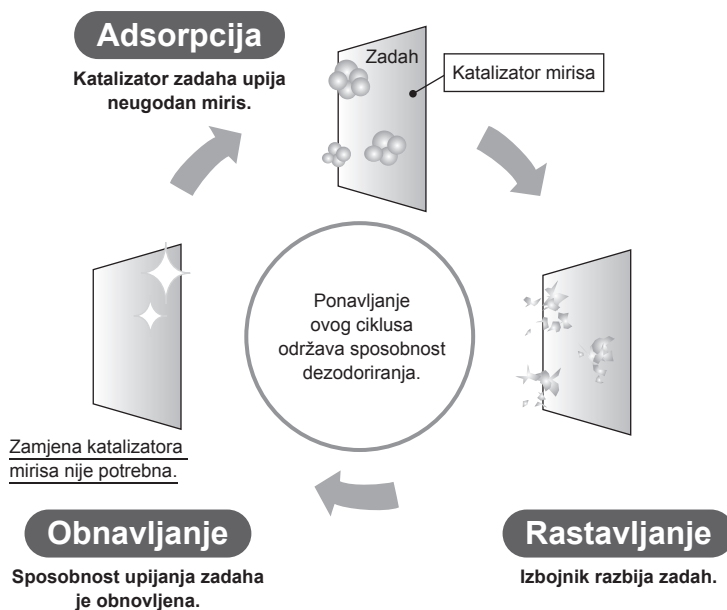 Adsorpcija
Katalizator zadaha upija
neugodan miris.
Zadah
Katalizator mirisa
Ponavljanje
ovog ciklusa
održava sposobnost
dezodoriranja.
Zamjena katalizatora
mirisa nije potrebna.
Obnavljanje
Sposobnost upijanja zadaha
je obnovljena.
Rastavljanje
Izbojnik razbija zadah.